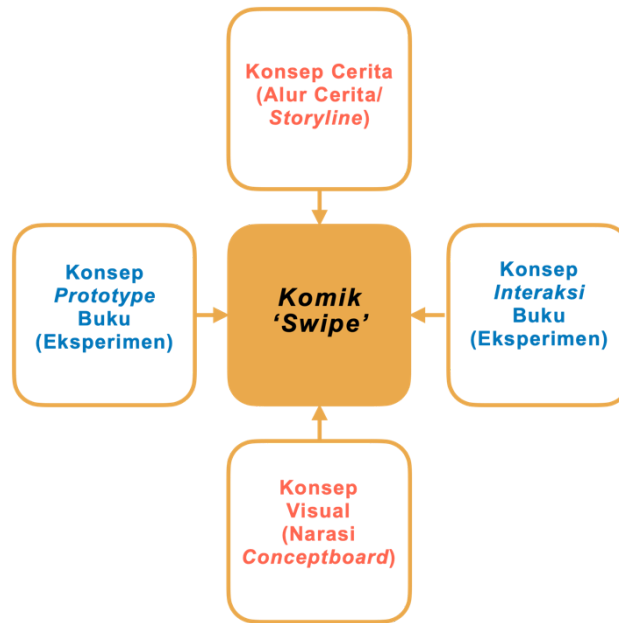 Konsep Cerita
(Alur Cerita/
Storyline)
Konsep
Prototype
Buku
(Eksperimen)
Komik
‘Swipe’
Konsep
Interaksi
Buku
(Eksperimen)
Konsep
Visual
(Narasi
Conceptboard)